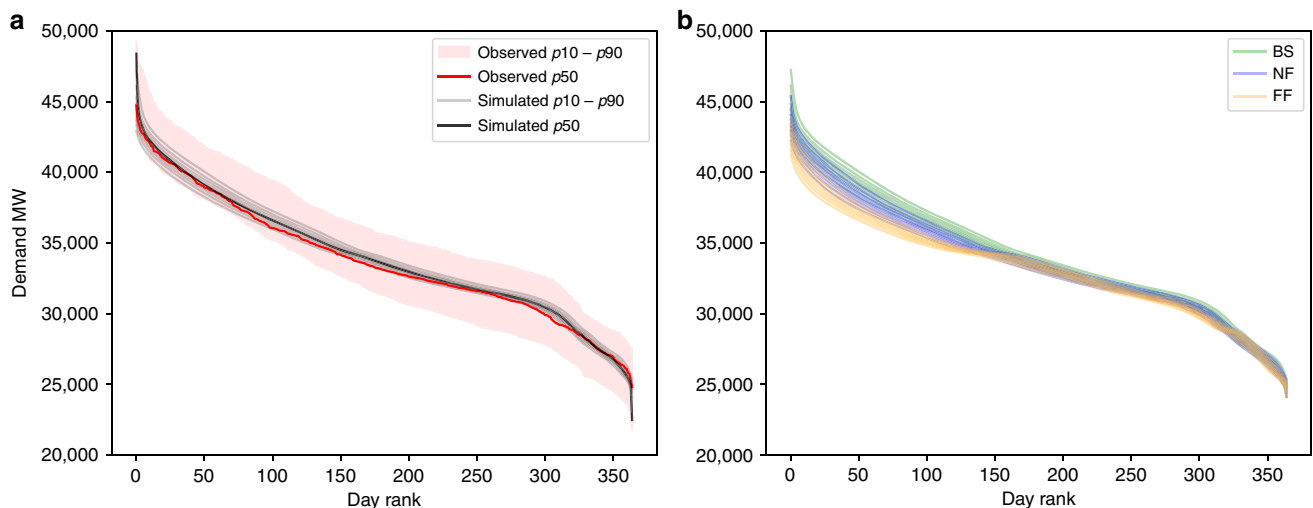 a
50,000
45,000
40,000
35,000
30,000
25,000
20,000
Demand MW
0 50 100 150 200 250 300 350
Day rank
Observed p10 – p90
Observed p50
Simulated p10 – p90
Simulated p50
b
50,000
45,000
40,000
35,000
30,000
25,000
20,000
0 50 100 150 200 250 300 350
Day rank
BS
NF
FF